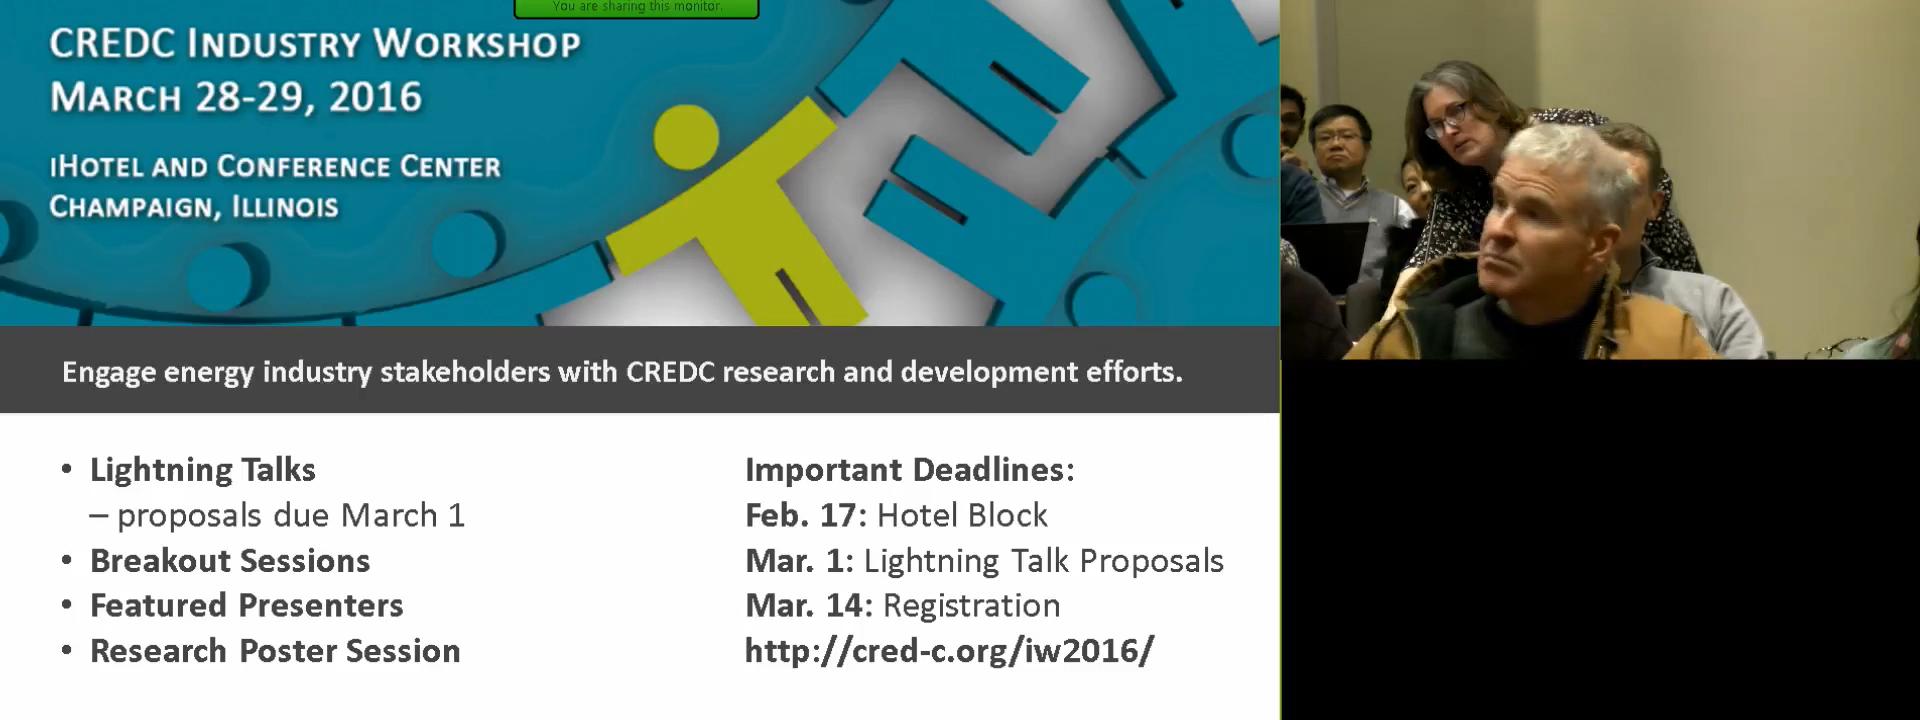 You are sharing this monitor.
CREDC INDUSTRY WORKSHOP
MARCH 28-29, 2016
IHOTEL AND CONFERENCE CENTER
CHAMPAIGN, ILLINOIS
Engage energy industry stakeholders with CREDC research and development efforts.
• Lightning Talks
– proposals due March 1
• Breakout Sessions
• Featured Presenters
• Research Poster Session
Important Deadlines:
Feb. 17: Hotel Block
Mar. 1: Lightning Talk Proposals
Mar. 14: Registration
http://cred-c.org/iw2016/